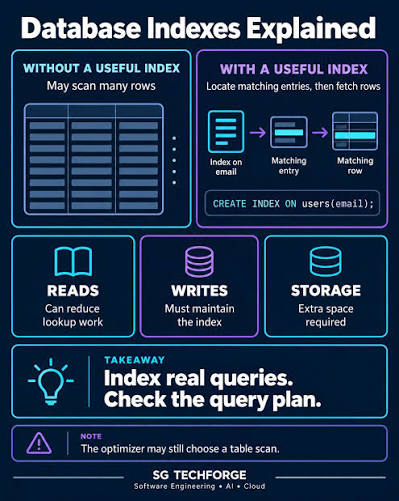 Database Indexes Explained
WITHOUT A USEFUL INDEX
May scan many rows
WITH A USEFUL INDEX
Locate matching entries, then fetch rows
Index on
email
Matching
entry
Matching
row
CREATE INDEX ON users(email);
READS
Can reduce
lookup work
WRITES
Must maintain
the index
STORAGE
Extra space
required
TAKEAWAY
Index real queries.
Check the query plan.
NOTE
The optimizer may still choose a table scan.
SG TECHFORGE
Software Engineering • AI • Cloud